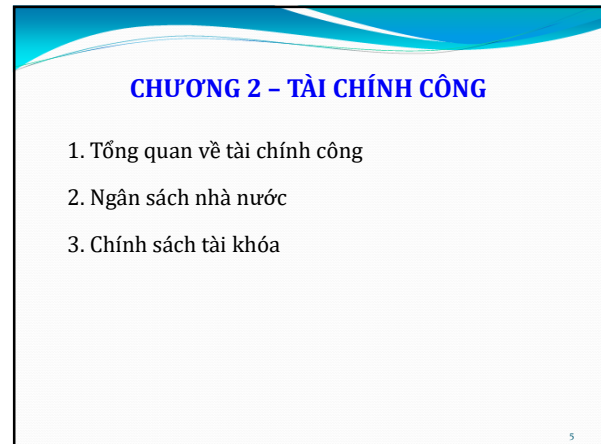 CHƯƠNG 2 – TÀI CHÍNH CÔNG
1. Tổng quan về tài chính công
2. Ngân sách nhà nước
3. Chính sách tài khóa
5